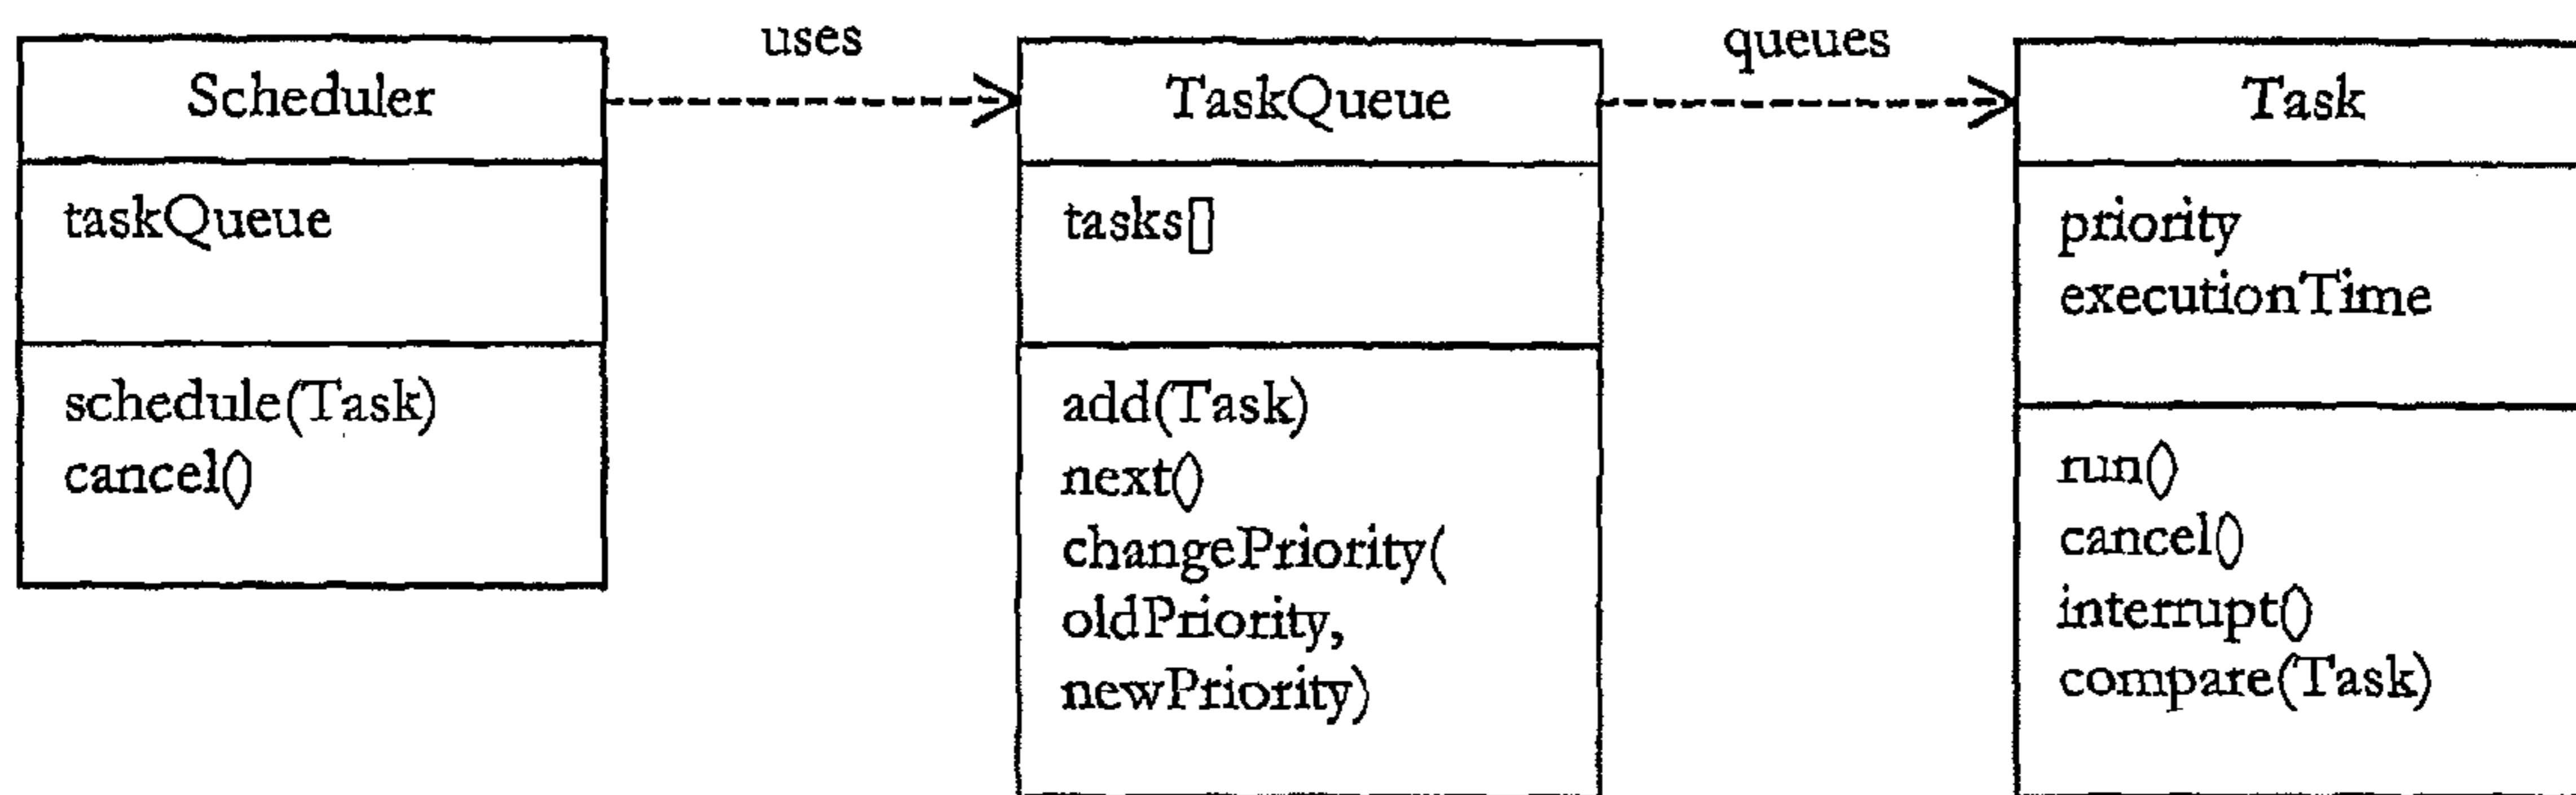 uses
queues
Scheduler
TaskQueue
Task
taskQueue
tasks[]
priority
executionTime
schedule(Task)
cancel()
add(Task)
next()
changePriority(
oldPriority,
newPriority)
run()
cancel()
interrupt()
compare(Task)